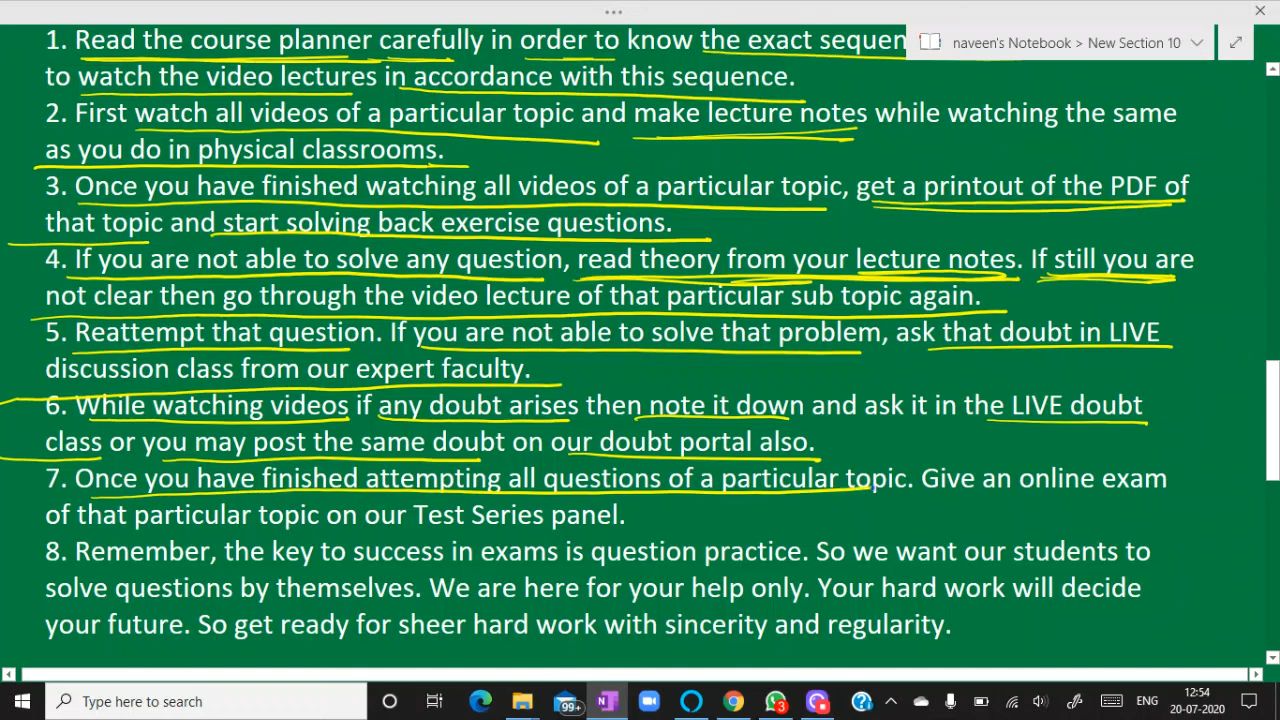 1. Read the course planner carefully in order to know the exact sequen
naveen's Notebook > New Section 10
to watch the video lectures in accordance with this sequence.
2. First watch all videos of a particular topic and make lecture notes while watching the same
as you do in physical classrooms.
3. Once you have finished watching all videos of a particular topic, get a printout of the PDF of
that topic and start solving back exercise questions.
4. If you are not able to solve any question, read theory from your lecture notes. If still you are
not clear then go through the video lecture of that particular sub topic again.
5. Reattempt that question. If you are not able to solve that problem, ask that doubt in LIVE
discussion class from our expert faculty.
6. While watching videos if any doubt arises then note it down and ask it in the LIVE doubt
class or you may post the same doubt on our doubt portal also.
7. Once you have finished attempting all questions of a particular topic. Give an online exam
of that particular topic on our Test Series panel.
8. Remember, the key to success in exams is question practice. So we want our students to
solve questions by themselves. We are here for your help only. Your hard work will decide
your future. So get ready for sheer hard work with sincerity and regularity.
Type here to search
99+
3
ENG
12:54
20-07-2020